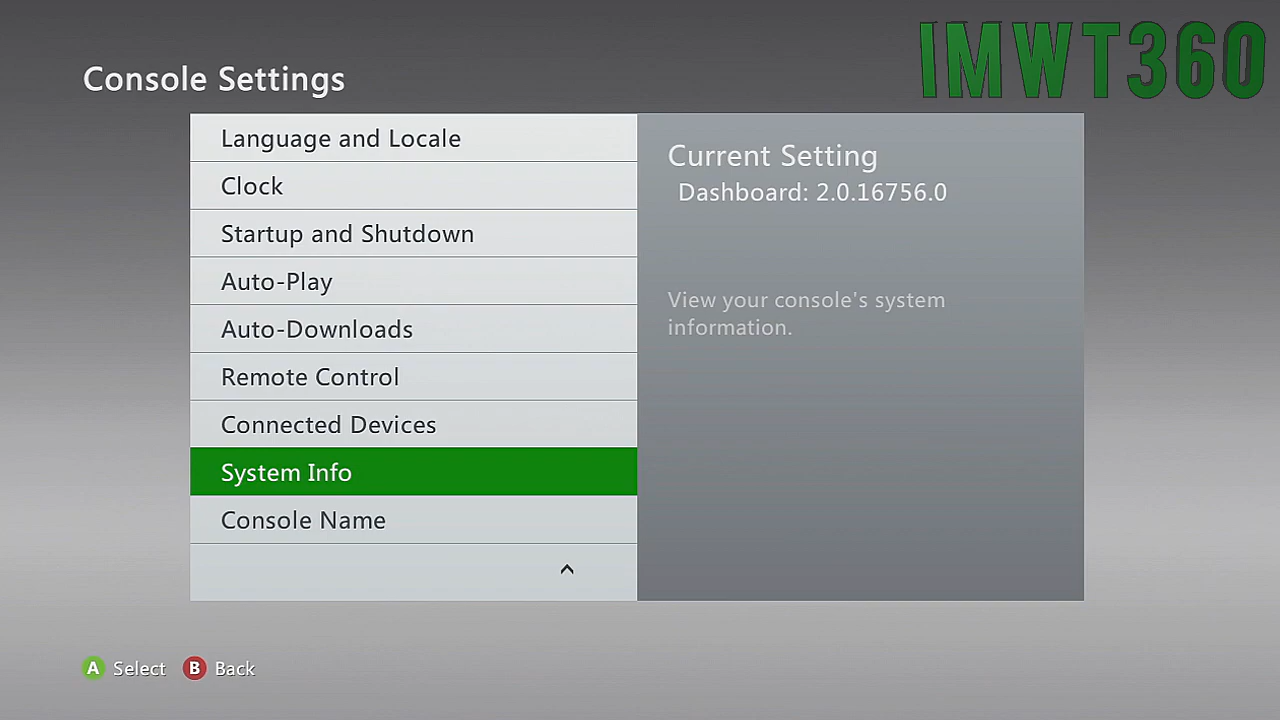 IMWT360
Console Settings
Language and Locale
Clock
Startup and Shutdown
Auto-Play
Auto-Downloads
Remote Control
Connected Devices
System Info
Console Name
Current Setting
Dashboard: 2.0.16756.0
View your console's system
information.
A Select B Back